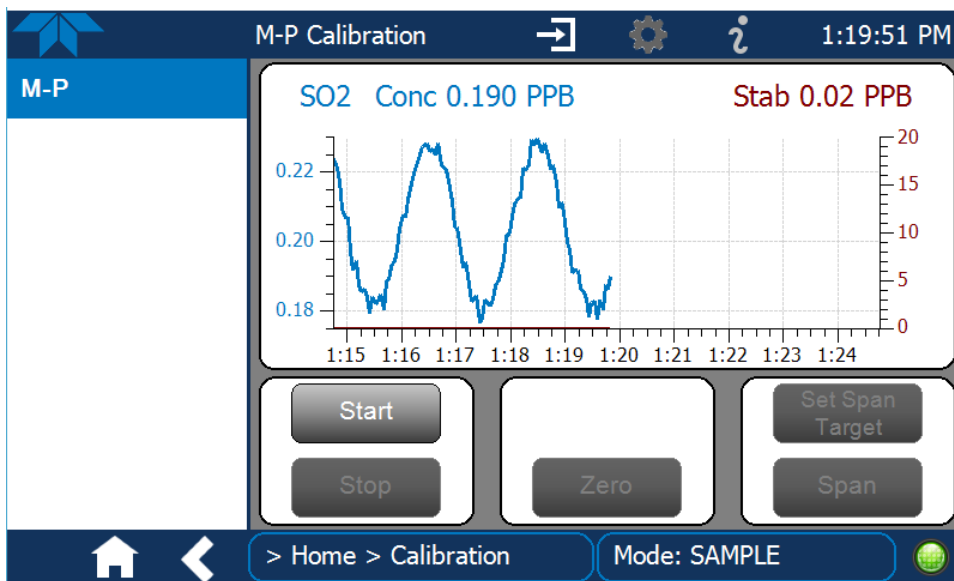 M-P Calibration
1:19:51 PM
M-P
SO2 Conc 0.190 PPB
Stab 0.02 PPB
0.22
0.20
0.18
20
15
10
5
0
1:15 1:16 1:17 1:18 1:19 1:20 1:21 1:22 1:23 1:24
Start
Stop
Zero
Set Span
Target
Span
> Home > Calibration
Mode: SAMPLE